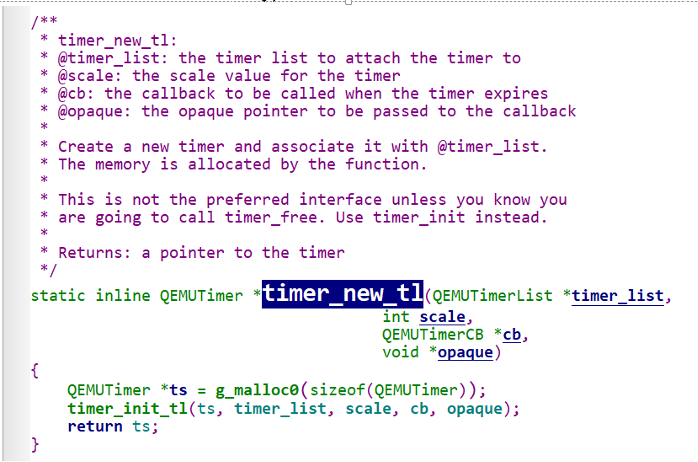 /**
 * timer_new_tl:
 * @timer_list: the timer list to attach the timer to
 * @scale: the scale value for the timer
 * @cb: the callback to be called when the timer expires
 * @opaque: the opaque pointer to be passed to the callback
 *
 * Create a new timer and associate it with @timer_list.
 * The memory is allocated by the function.
 *
 * This is not the preferred interface unless you know you
 * are going to call timer_free. Use timer_init instead.
 *
 * Returns: a pointer to the timer
 */
static inline QEMUTimer *timer_new_tl(QEMUTimerList *timer_list,
                                      int scale,
                                      QEMUTimerCB *cb,
                                      void *opaque)
{
    QEMUTimer *ts = g_malloc0(sizeof(QEMUTimer));
    timer_init_tl(ts, timer_list, scale, cb, opaque);
    return ts;
}